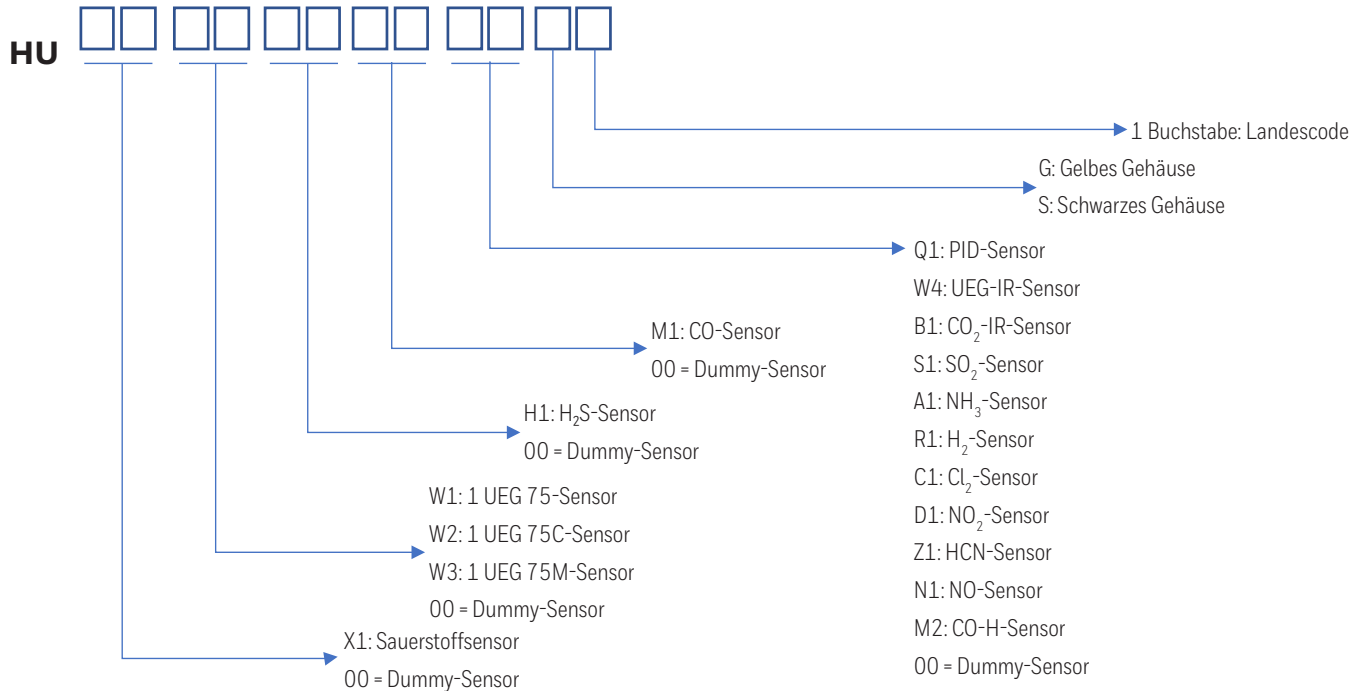 HU
1 Buchstabe: Landescode
G: Gelbes Gehäuse
S: Schwarzes Gehäuse
Q1: PID-Sensor
W4: UEG-IR-Sensor
B1: CO₂-IR-Sensor
S1: SO₂-Sensor
A1: NH₃-Sensor
R1: H₂-Sensor
C1: Cl₂-Sensor
D1: NO₂-Sensor
Z1: HCN-Sensor
N1: NO-Sensor
M2: CO-H-Sensor
00 = Dummy-Sensor
M1: CO-Sensor
00 = Dummy-Sensor
H1: H₂S-Sensor
00 = Dummy-Sensor
W1: 1 UEG 75-Sensor
W2: 1 UEG 75C-Sensor
W3: 1 UEG 75M-Sensor
00 = Dummy-Sensor
X1: Sauerstoffsensor
00 = Dummy-Sensor